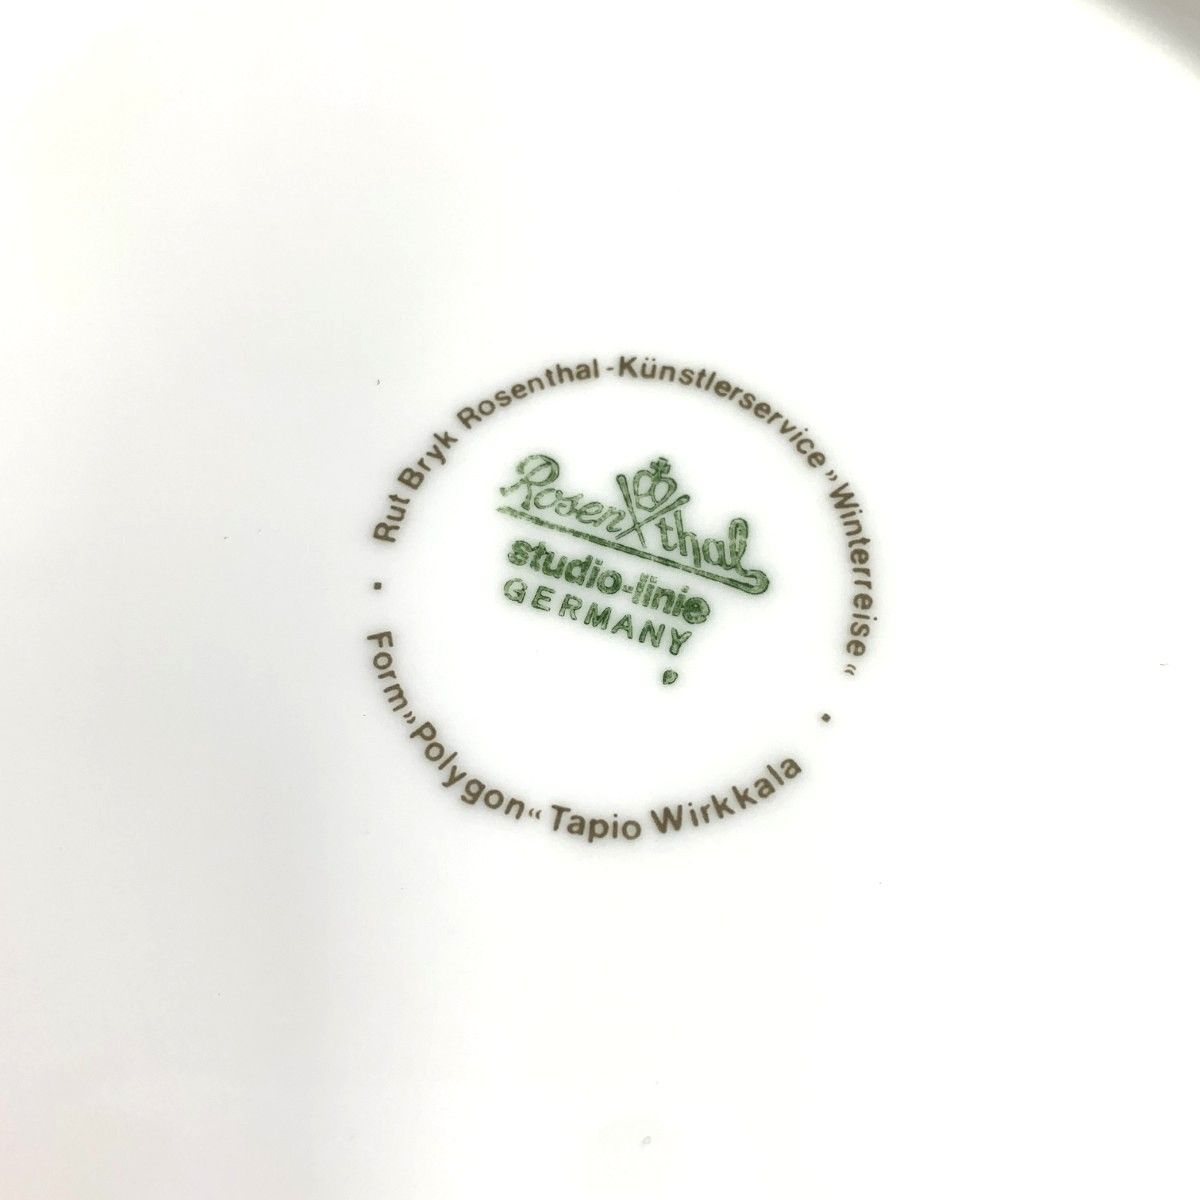 Rut Bryk Rosenthal-Künstlerservice »Winterreise«
Rosenthal
studio-linie
GERMANY
Form »Polygon« Tapio Wirkkala